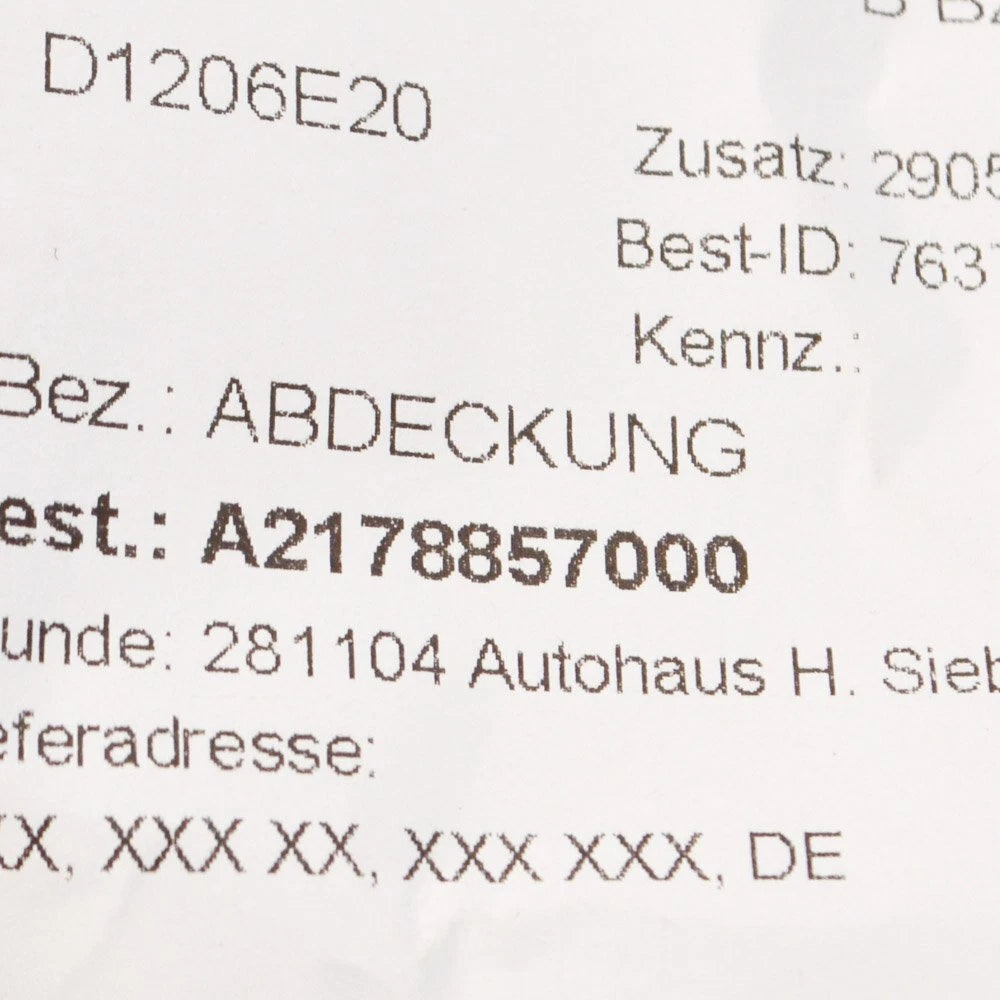 D1206E20
Zusatz: 2905
Best-ID: 763
Kennz.:
Bez.: ABDECKUNG
est.: A2178857000
unde: 281104 Autohaus H. Sieb
eferadresse:
XX, XXX XX, XXX XXX, DE